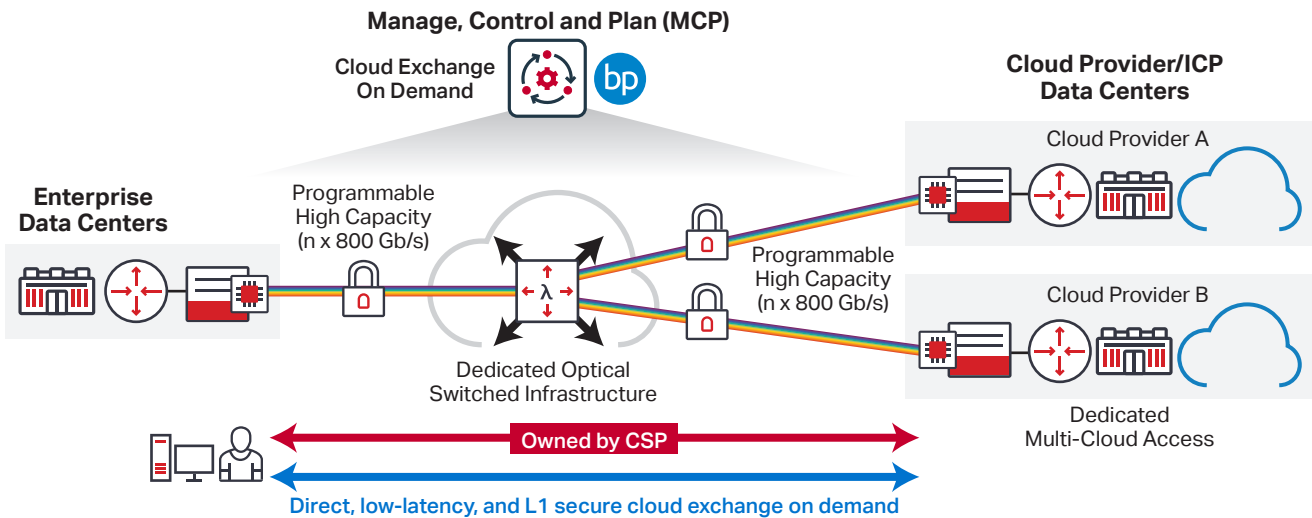 Manage, Control and Plan (MCP)
Cloud Exchange
On Demand
bp
Cloud Provider/ICP
Data Centers
Cloud Provider A
Enterprise
Data Centers
Programmable
High Capacity
(n x 800 Gb/s)
λ
Programmable
High Capacity
(n x 800 Gb/s)
Cloud Provider B
Dedicated Optical
Switched Infrastructure
Dedicated
Multi-Cloud Access
Owned by CSP
Direct, low-latency, and L1 secure cloud exchange on demand